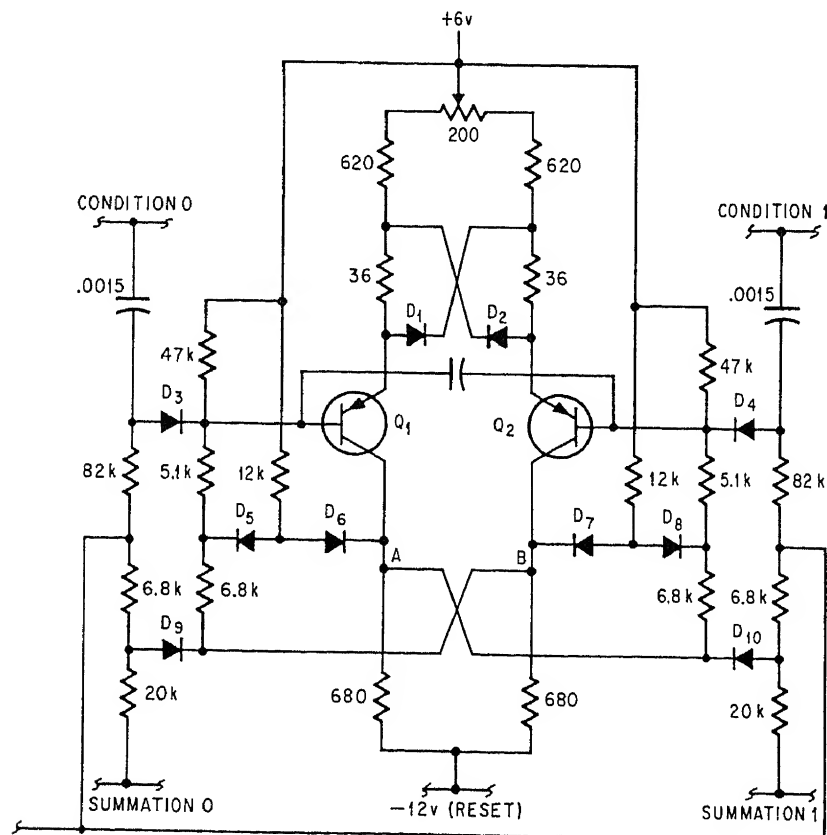 +6v
200
620
620
CONDITION 0
CONDITION 1
.0015
36
36
.0015
D1
D2
47k
47k
D3
Q1
Q2
D4
82k
5.1k
12k
12k
5.1k
82k
D5
D6
D7
D8
A
B
6.8k
6.8k
6.8k
6.8k
D9
D10
20k
680
680
20k
SUMMATION 0
−12v (RESET)
SUMMATION 1